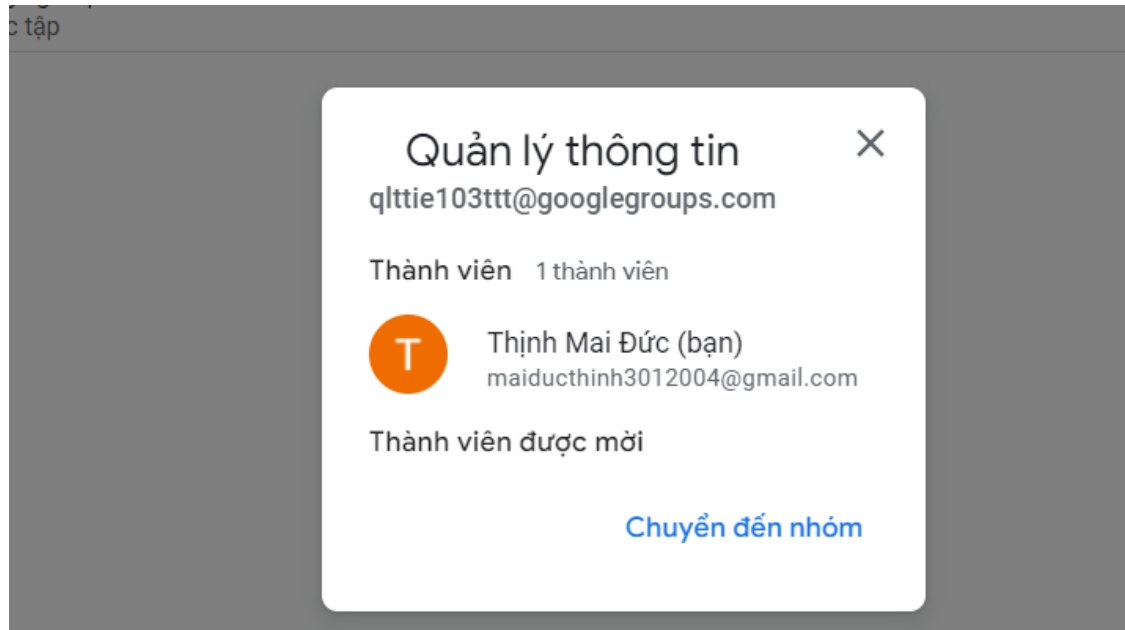 c tập
Quản lý thông tin
qlttie103ttt@googlegroups.com
Thành viên 1 thành viên
T
Thịnh Mai Đức (bạn)
maiducthinh3012004@gmail.com
Thành viên được mời
Chuyển đến nhóm